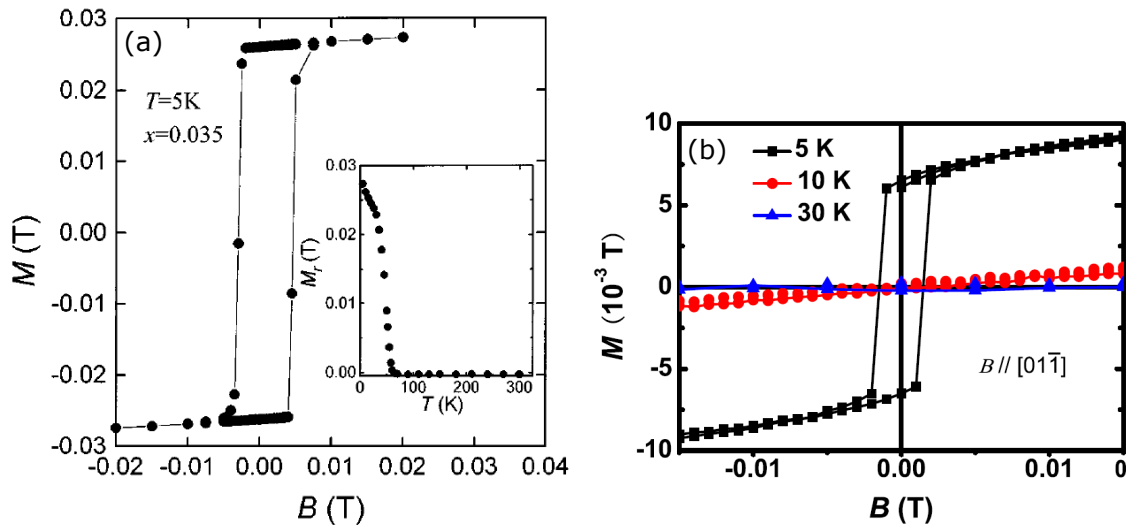 (a)
0.03
0.02
0.01
0.00
-0.01
-0.02
-0.03
M (T)
T=5K
x=0.035
-0.02 -0.01 0.00 0.01 0.02 0.03 0.04
B (T)
0.03
0.02
0.01
0.00
M_r (T)
0 100 200 300
T (K)
(b)
5 K
10 K
30 K
10
5
0
-5
-10
M (10⁻³ T)
B // [011̄]
-0.01 0.00 0.01 0
B (T)